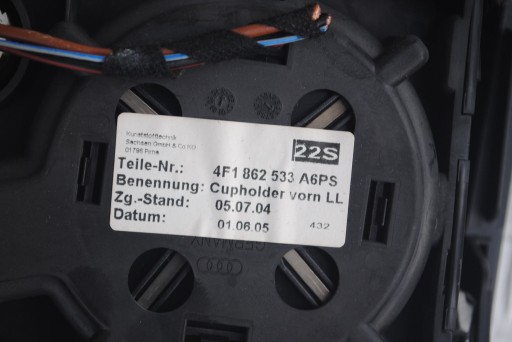 Kunststofftechnik
Sachsen GmbH & Co KG
01796 Pirna
22S
Teile-Nr.: 4F1 862 533 A6PS
Benennung: Cupholder vorn LL
Zg.-Stand: 05.07.04
Datum: 01.06.05 432
GERMANY